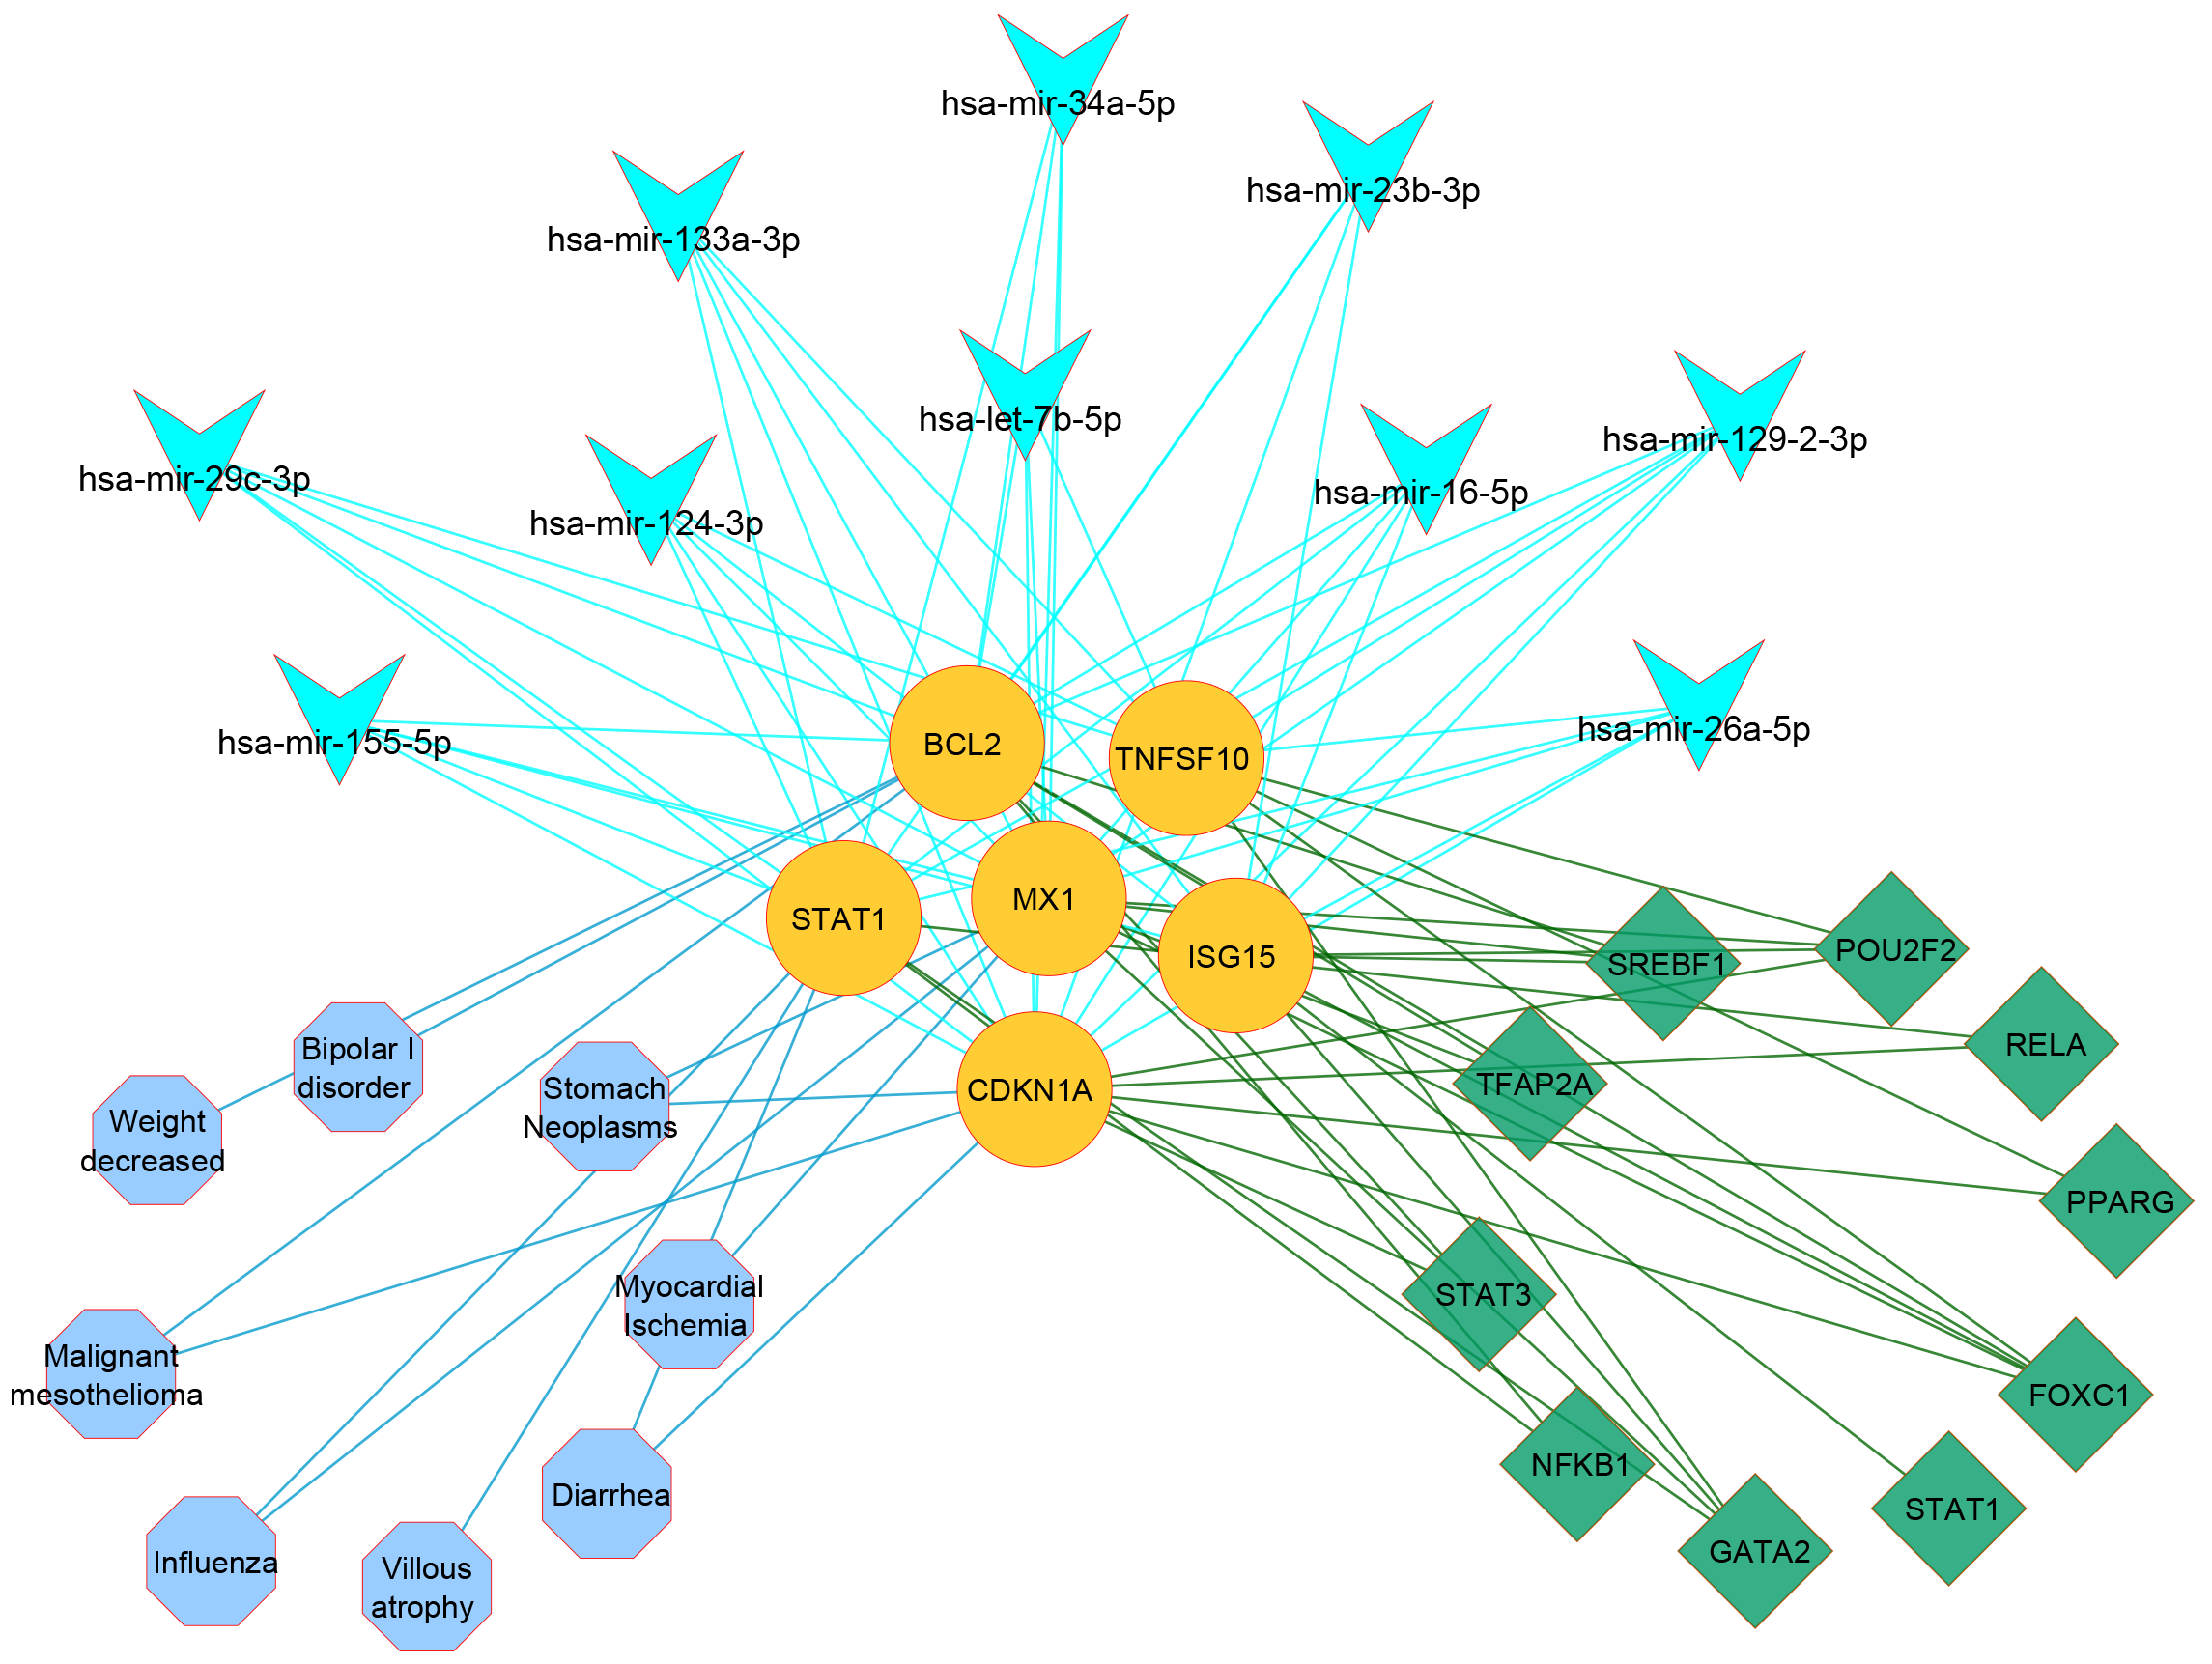 hsa-mir-34a-5p
hsa-mir-23b-3p
hsa-mir-133a-3p
hsa-let-7b-5p
hsa-mir-129-2-3p
hsa-mir-29c-3p
hsa-mir-16-5p
hsa-mir-124-3p
hsa-mir-26a-5p
hsa-mir-155-5p
BCL2
TNFSF10
MX1
STAT1
ISG15
POU2F2
SREBF1
RELA
Bipolar I
disorder
TFAP2A
Stomach
Neoplasms
CDKN1A
Weight
decreased
PPARG
Myocardial
Ischemia
STAT3
Malignant
mesothelioma
FOXC1
NFKB1
Diarrhea
STAT1
GATA2
Influenza
Villous
atrophy